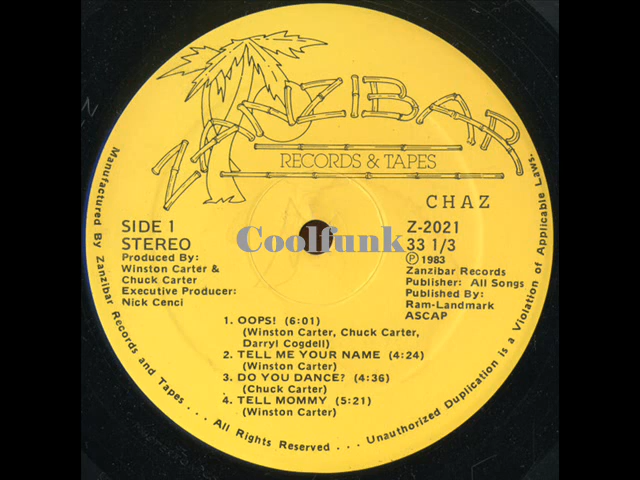 ZANZIBAR
RECORDS & TAPES
CHAZ
SIDE 1
STEREO
Produced By:
Winston Carter &
Chuck Carter
Executive Producer:
Nick Cenci
Z-2021
33 1/3
Ⓟ 1983
Zanzibar Records
Publisher: All Songs
Published By:
Ram-Landmark
ASCAP
Coolfunk
1. OOPS! (6:01)
(Winston Carter, Chuck Carter,
Darryl Cogdell)
2. TELL ME YOUR NAME (4:24)
(Winston Carter)
3. DO YOU DANCE? (4:36)
(Chuck Carter)
4. TELL MOMMY (5:21)
(Winston Carter)
Manufactured By Zanzibar Records and Tapes . . . All Rights Reserved . . . Unauthorized Duplication is a Violation of Applicable Laws.